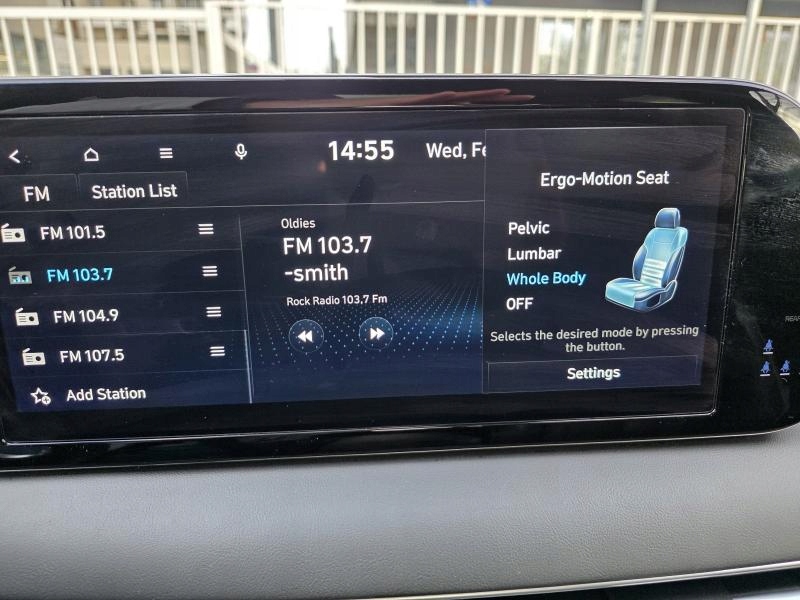 14:55 Wed, Fe
FM Station List
FM 101.5
FM 103.7
FM 104.9
FM 107.5
Add Station
Oldies
FM 103.7
-smith
Rock Radio 103,7 Fm
Ergo-Motion Seat
Pelvic
Lumbar
Whole Body
OFF
Selects the desired mode by pressing
the button.
Settings
REAR